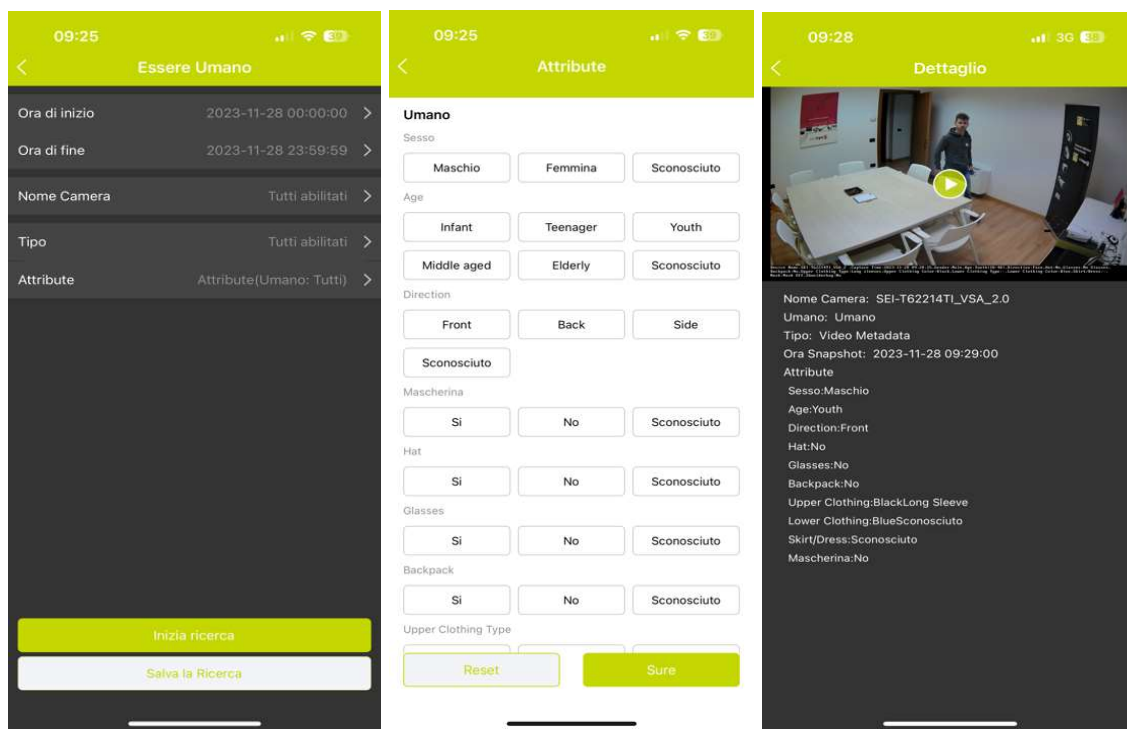 09:25
39
Essere Umano
Ora di inizio 2023-11-28 00:00:00
Ora di fine 2023-11-28 23:59:59
Nome Camera Tutti abilitati
Tipo Tutti abilitati
Attribute Attribute(Umano: Tutti)
Inizia ricerca
Salva la Ricerca
09:25
39
Attribute
Umano
Sesso
Maschio Femmina Sconosciuto
Age
Infant Teenager Youth
Middle aged Elderly Sconosciuto
Direction
Front Back Side
Sconosciuto
Mascherina
Si No Sconosciuto
Hat
Si No Sconosciuto
Glasses
Si No Sconosciuto
Backpack
Si No Sconosciuto
Upper Clothing Type
Reset Sure
09:28
3G 38
Dettaglio
Nome Camera: SEI-T62214TI_VSA_2.0
Umano: Umano
Tipo: Video Metadata
Ora Snapshot: 2023-11-28 09:29:00
Attribute
Sesso:Maschio
Age:Youth
Direction:Front
Hat:No
Glasses:No
Backpack:No
Upper Clothing:BlackLong Sleeve
Lower Clothing:BlueSconosciuto
Skirt/Dress:Sconosciuto
Mascherina:No